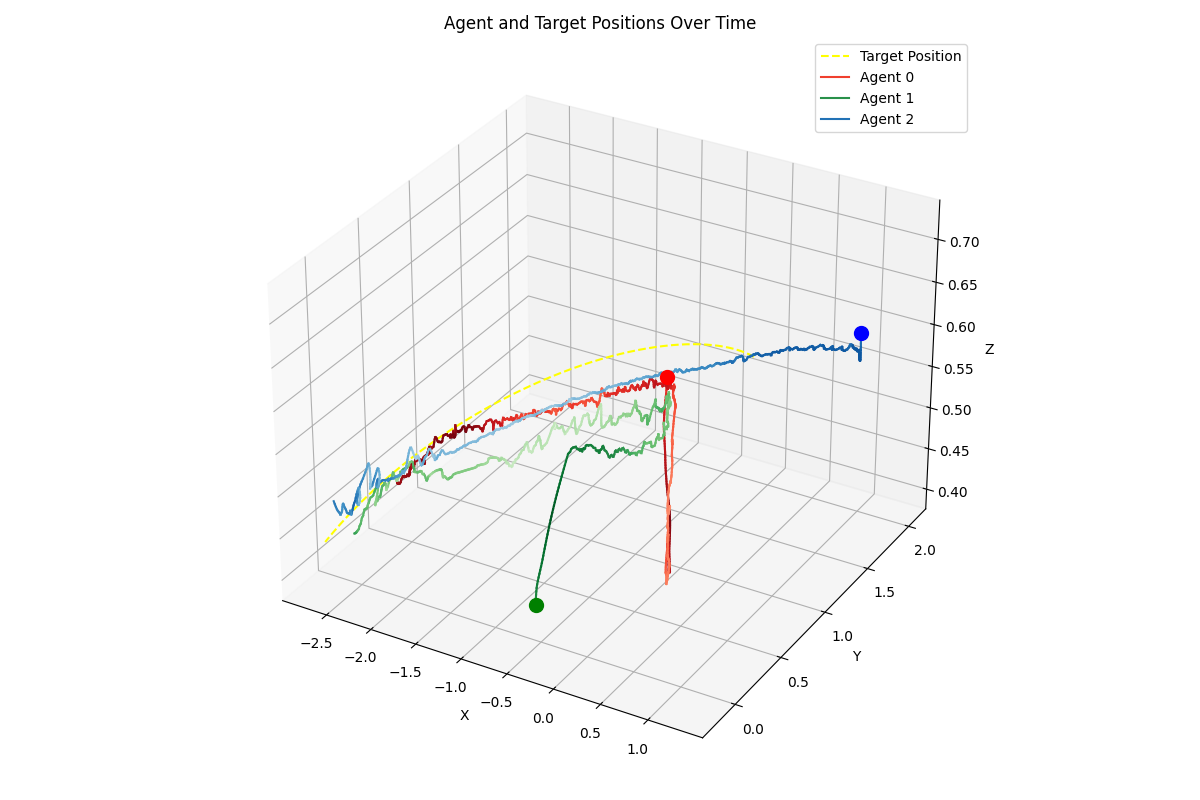 Agent and Target Positions Over Time
Target Position
Agent 0
Agent 1
Agent 2
0.70
0.65
0.60
0.55
0.50
0.45
0.40
Z
2.0
1.5
1.0
0.5
0.0
Y
−2.5
−2.0
−1.5
−1.0
−0.5
0.0
0.5
1.0
X